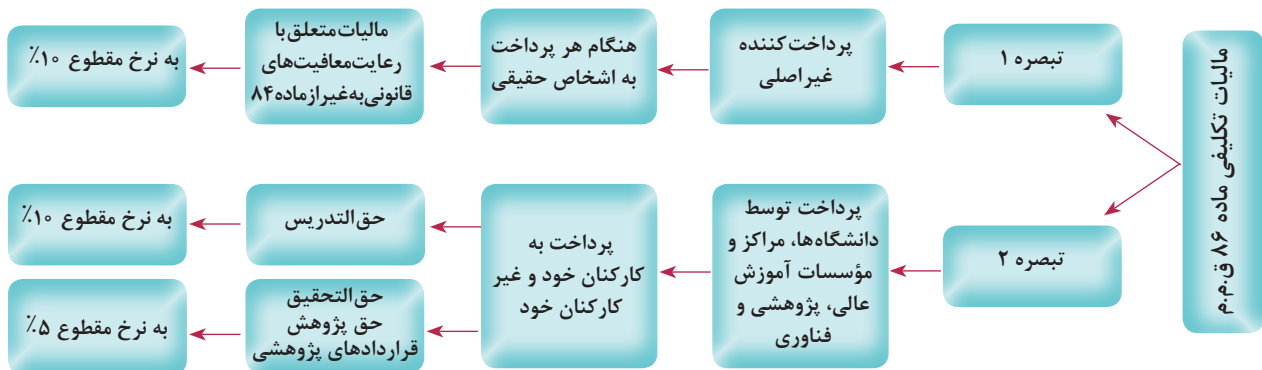 مالیات تکلیفی ماده ۸۶ ق.م.م
تبصره ۱
پرداخت‌کننده
غیراصلی
هنگام هر پرداخت
به اشخاص حقیقی
مالیات‌متعلق‌با
رعایت‌معافیت‌های
قانونی‌به‌غیراز‌ماده‌۸۴
به نرخ مقطوع ۱۰٪
تبصره ۲
پرداخت توسط
دانشگاه‌ها، مراکز و
مؤسسات آموزش
عالی، پژوهشی و
فناوری
پرداخت به
کارکنان خود و غیر
کارکنان خود
حق‌التدریس
به نرخ مقطوع ۱۰٪
حق‌التحقیق
حق پژوهش
قراردادهای پژوهشی
به نرخ مقطوع ۵٪